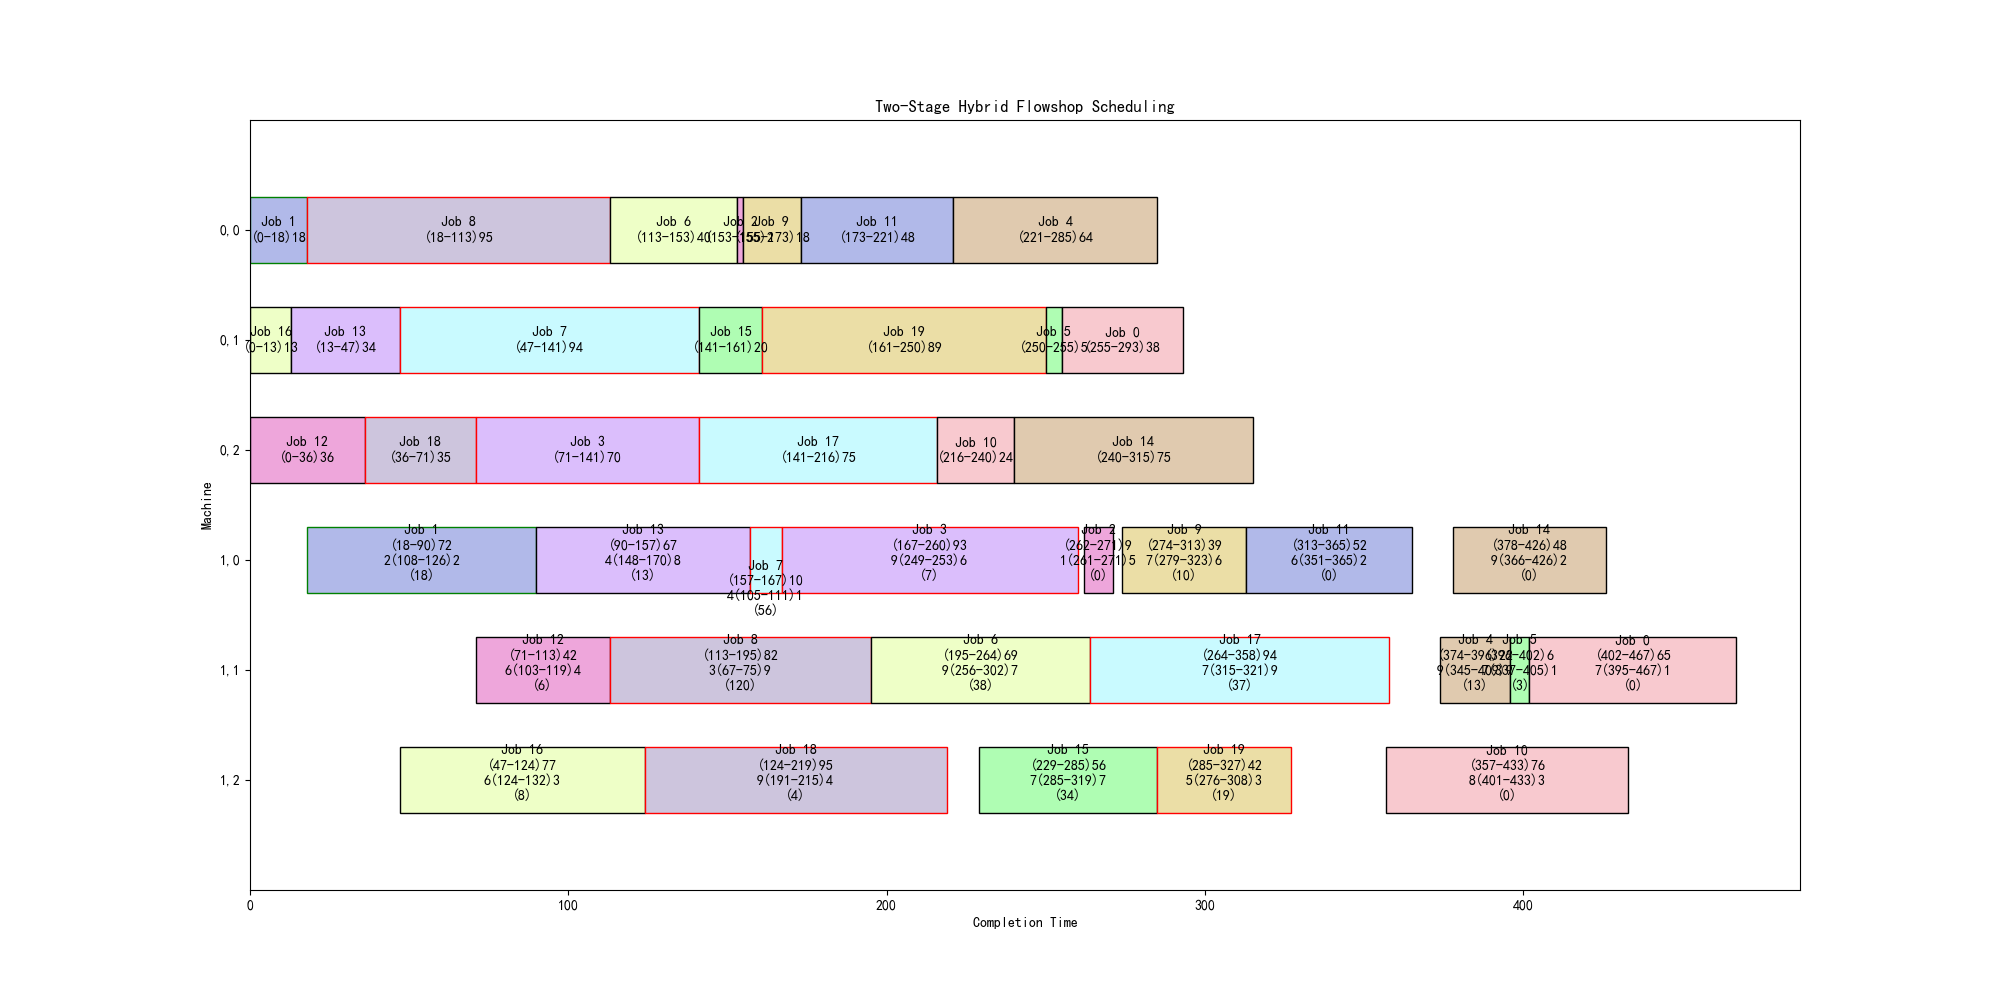 Two-Stage Hybrid Flowshop Scheduling
0,0
Job 1
(0-18)18
Job 8
(18-113)95
Job 6
(113-153)40
Job 2
(153-155)2
Job 9
(155-173)18
Job 11
(173-221)48
Job 4
(221-285)64
0,1
Job 16
(0-13)13
Job 13
(13-47)34
Job 7
(47-141)94
Job 15
(141-161)20
Job 19
(161-250)89
Job 5
(250-255)5
Job 0
(255-293)38
0,2
Job 12
(0-36)36
Job 18
(36-71)35
Job 3
(71-141)70
Job 17
(141-216)75
Job 10
(216-240)24
Job 14
(240-315)75
Machine
1,0
Job 1
(18-90)72
2(108-126)2
(18)
Job 13
(90-157)67
4(148-170)8
(13)
Job 7
(157-167)10
4(105-111)1
(56)
Job 3
(167-260)93
9(249-253)6
(7)
Job 2
(262-271)9
1(261-271)5
(0)
Job 9
(274-313)39
7(279-323)6
(10)
Job 11
(313-365)52
6(351-365)2
(0)
Job 14
(378-426)48
9(366-426)2
(0)
1,1
Job 12
(71-113)42
6(103-119)4
(6)
Job 8
(113-195)82
3(67-75)9
(120)
Job 6
(195-264)69
9(256-302)7
(38)
Job 17
(264-358)94
7(315-321)9
(37)
Job 4
(374-396)22
(13)
Job 5
(396-402)6
(3)
Job 0
(402-467)65
7(395-467)1
(0)
1,2
Job 16
(47-124)77
6(124-132)3
(8)
Job 18
(124-219)95
9(191-215)4
(4)
Job 15
(229-285)56
7(285-319)7
(34)
Job 19
(285-327)42
5(276-308)3
(19)
Job 10
(357-433)76
8(401-433)3
(0)
0
100
200
300
400
Completion Time